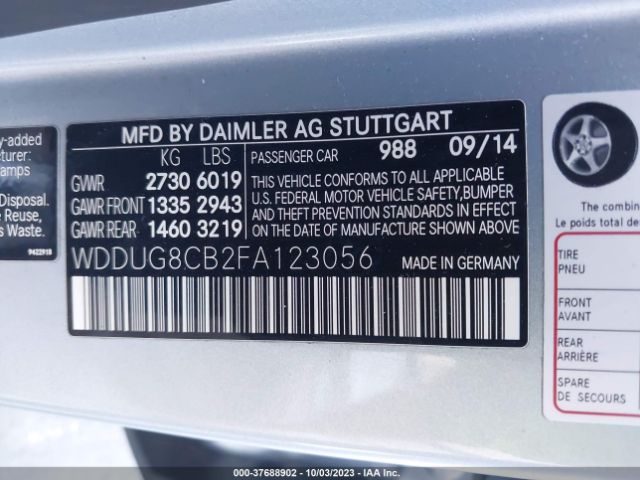 y-added
cturer:
amps
Disposal.
e Reuse,
s Waste.
9422918
MFD BY DAIMLER AG STUTTGART
KG LBS
GVWR 2730 6019
GAWR FRONT 1335 2943
GAWR REAR 1460 3219
PASSENGER CAR 988 09/14
THIS VEHICLE CONFORMS TO ALL APPLICABLE
U.S. FEDERAL MOTOR VEHICLE SAFETY,BUMPER
AND THEFT PREVENTION STANDARDS IN EFFECT
ON THE DATE OF MANUFACTURE SHOWN ABOVE
WDDUG8CB2FA123056 MADE IN GERMANY
The comb
Le poids total des
TIRE
PNEU
FRONT
AVANT
REAR
ARRIÈRE
SPARE
DE SECOURS
000-37688902 - 10/03/2023 - IAA Inc.